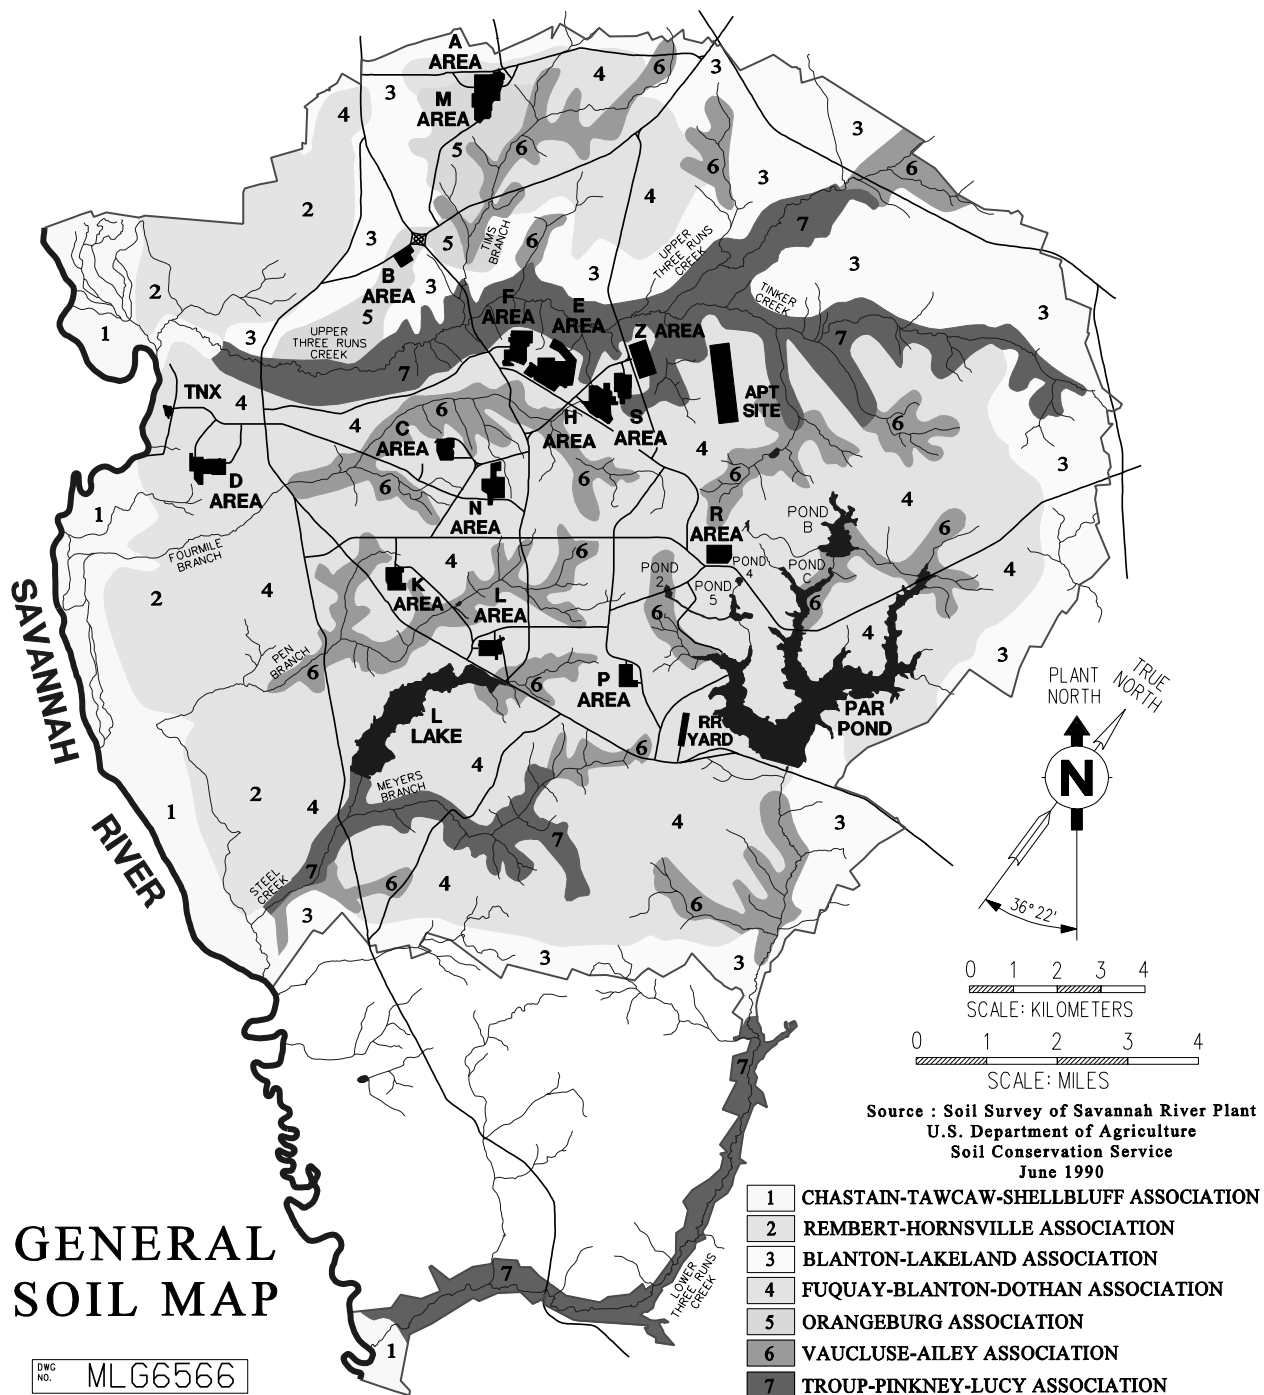 A
AREA
M
AREA
3
4
6
3
4
3
5
6
6
3
6
2
4
3
7
3
5
6
TIMS
BRANCH
UPPER
THREE RUNS
CREEK
3
3
B
AREA
3
2
5
F
AREA
E
AREA
TINKER
CREEK
3
1
3
UPPER
THREE RUNS
CREEK
Z AREA
7
7
TNX
4
4
6
C
AREA
H
AREA
S
AREA
APT
SITE
6
4
3
D
AREA
6
6
6
4
1
N
AREA
R
AREA
POND
B
6
FOURMILE
BRANCH
4
6
POND
2
POND
4
POND
C
POND
5
4
2
4
K
AREA
L
AREA
6
6
4
3
SAVANNAH
RIVER
PEN
BRANCH
6
6
P
AREA
L
LAKE
RR
YARD
PAR
POND
6
4
MEYERS
BRANCH
PLANT
NORTH
TRUE
NORTH
N
36°22'
1
2
4
7
4
3
STEEL
CREEK
7
6
4
6
3
3
3
0 1 2 3 4
SCALE: KILOMETERS
0 1 2 3 4
SCALE: MILES
7
7
LOWER
THREE RUNS
CREEK
1
Source : Soil Survey of Savannah River Plant
U.S. Department of Agriculture
Soil Conservation Service
June 1990
1 CHASTAIN-TAWCAW-SHELLBLUFF ASSOCIATION
2 REMBERT-HORNSVILLE ASSOCIATION
3 BLANTON-LAKELAND ASSOCIATION
4 FUQUAY-BLANTON-DOTHAN ASSOCIATION
5 ORANGEBURG ASSOCIATION
6 VAUCLUSE-AILEY ASSOCIATION
7 TROUP-PINKNEY-LUCY ASSOCIATION
GENERAL
SOIL MAP
DWG
NO. MLG6566